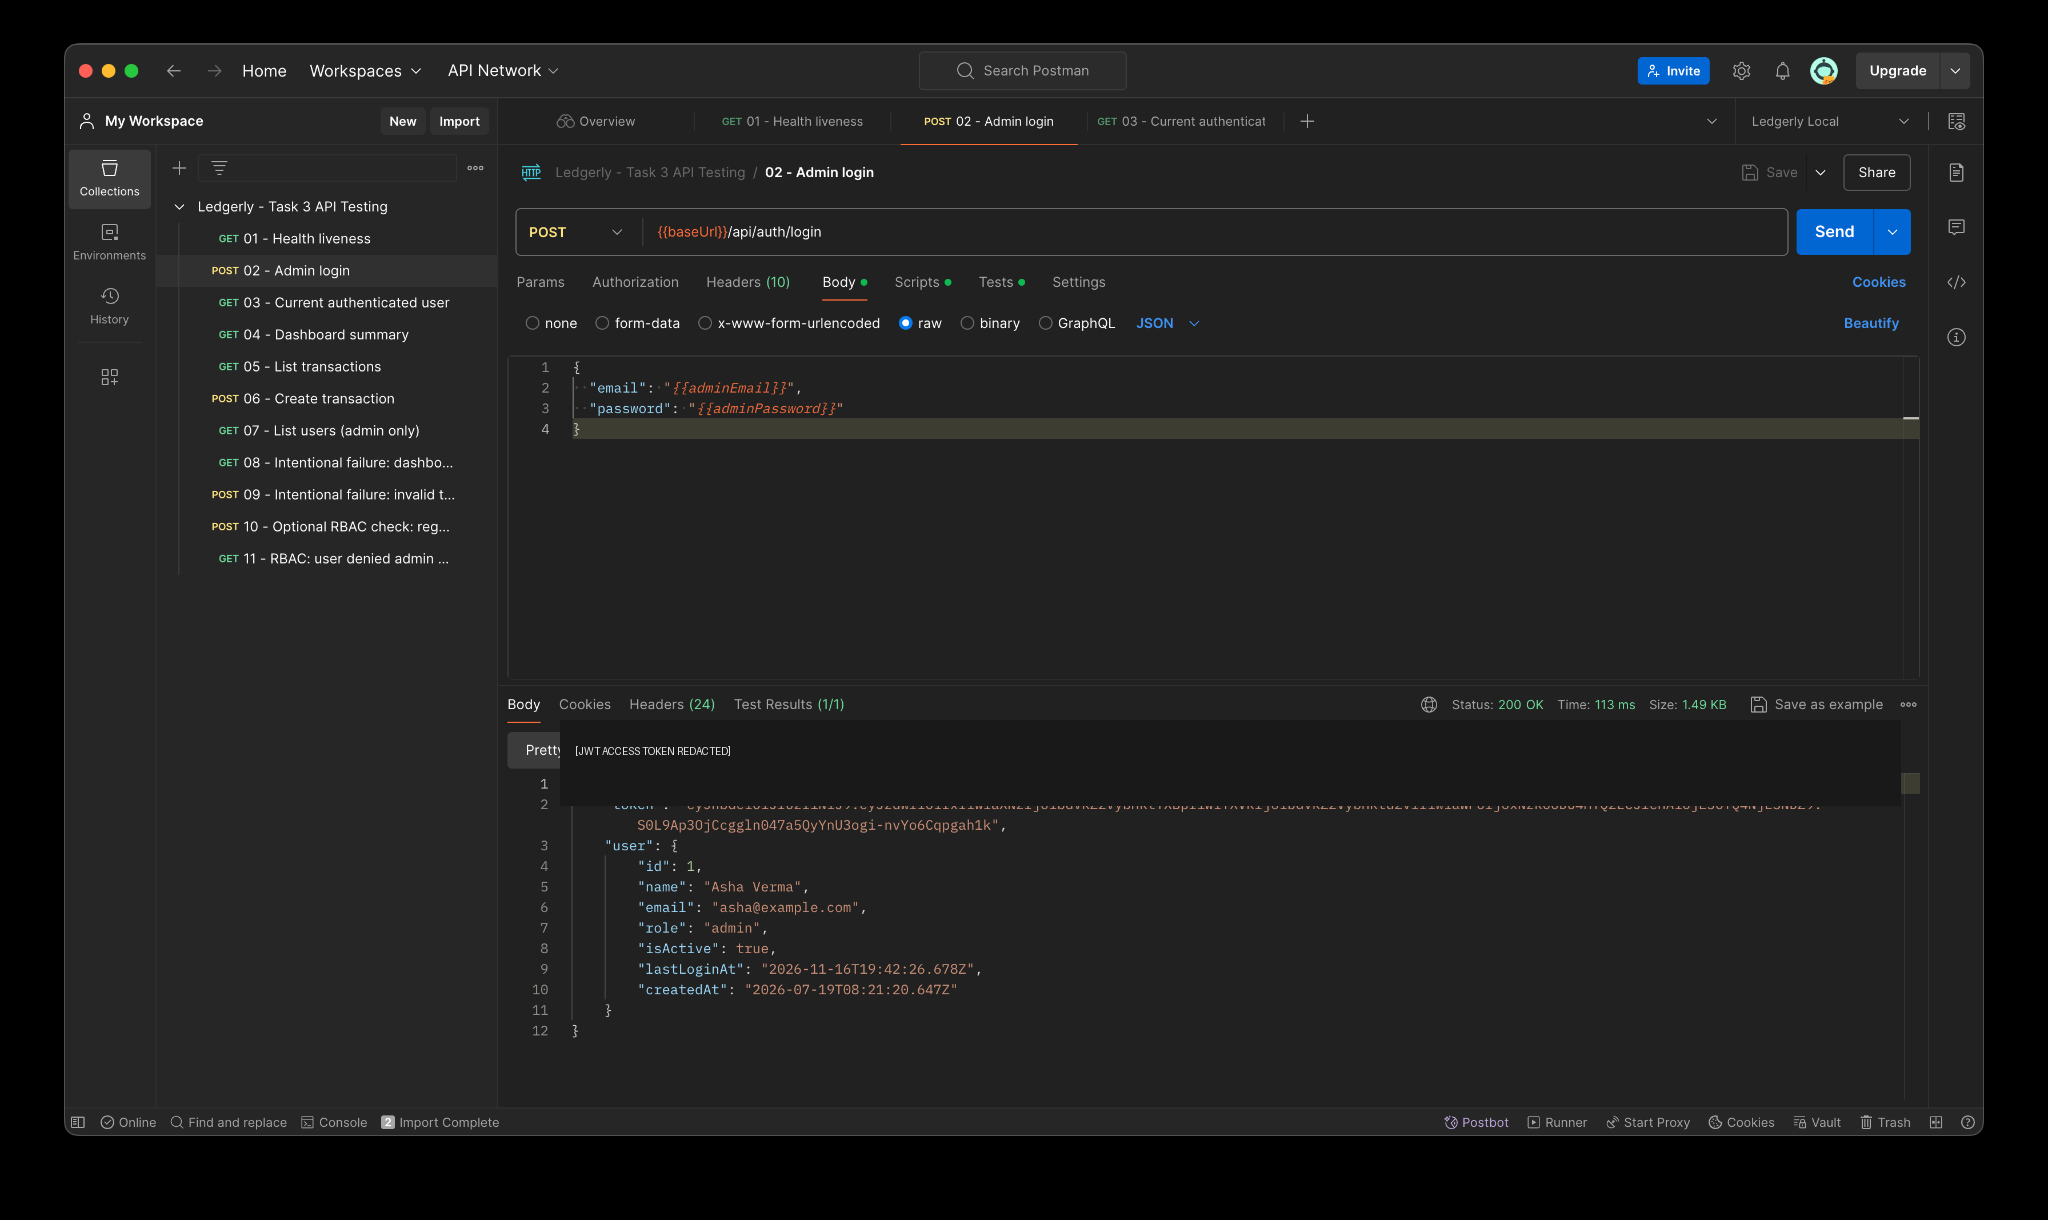 Home
Workspaces
API Network
Search Postman
Invite
Upgrade
My Workspace
New
Import
Overview
GET 01 - Health liveness
POST 02 - Admin login
GET 03 - Current authenticat
Ledgerly Local
Collections
Environments
History
Ledgerly - Task 3 API Testing
GET 01 - Health liveness
POST 02 - Admin login
GET 03 - Current authenticated user
GET 04 - Dashboard summary
GET 05 - List transactions
POST 06 - Create transaction
GET 07 - List users (admin only)
GET 08 - Intentional failure: dashbo...
POST 09 - Intentional failure: invalid t...
POST 10 - Optional RBAC check: reg...
GET 11 - RBAC: user denied admin ...
HTTP Ledgerly - Task 3 API Testing / 02 - Admin login
Save
Share
POST
{{baseUrl}}/api/auth/login
Send
Params Authorization Headers (10) Body Scripts Tests Settings
Cookies
none form-data x-www-form-urlencoded raw binary GraphQL JSON
Beautify
1 {
2 "email": "{{adminEmail}}",
3 "password": "{{adminPassword}}"
4 }
Body Cookies Headers (24) Test Results (1/1)
Status: 200 OK Time: 113 ms Size: 1.49 KB Save as example
Pretty
[JWT ACCESS TOKEN REDACTED]
1
2
S0L9Ap3OjCcggln047a5QyYnU3ogi-nvYo6Cqpgah1k",
3 "user": {
4 "id": 1,
5 "name": "Asha Verma",
6 "email": "asha@example.com",
7 "role": "admin",
8 "isActive": true,
9 "lastLoginAt": "2026-11-16T19:42:26.678Z",
10 "createdAt": "2026-07-19T08:21:20.647Z"
11 }
12 }
Online Find and replace Console 2 Import Complete
Postbot Runner Start Proxy Cookies Vault Trash